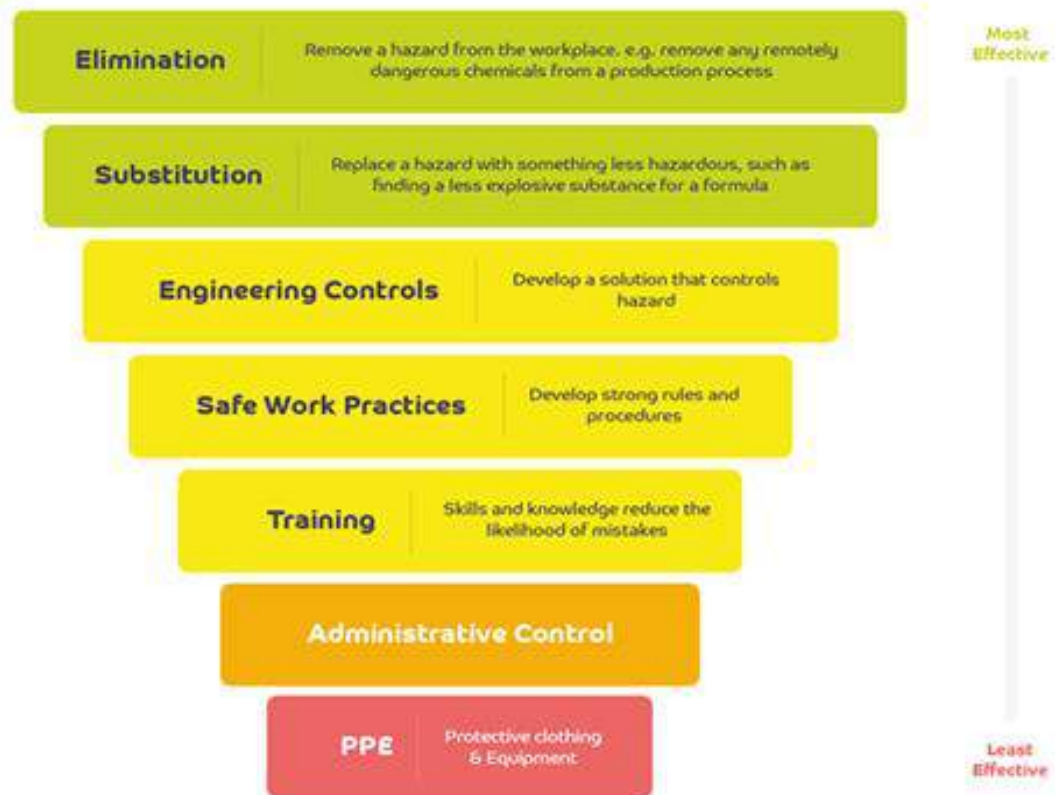 Elimination
Remove a hazard from the workplace. e.g. remove any remotely
dangerous chemicals from a production process
Most
Effective
Substitution
Replace a hazard with something less hazardous, such as
finding a less explosive substance for a formula
Engineering Controls
Develop a solution that controls
hazard
Safe Work Practices
Develop strong rules and
procedures
Training
Skills and knowledge reduce the
likelihood of mistakes
Administrative Control
PPE
Protective clothing
& Equipment
Least
Effective